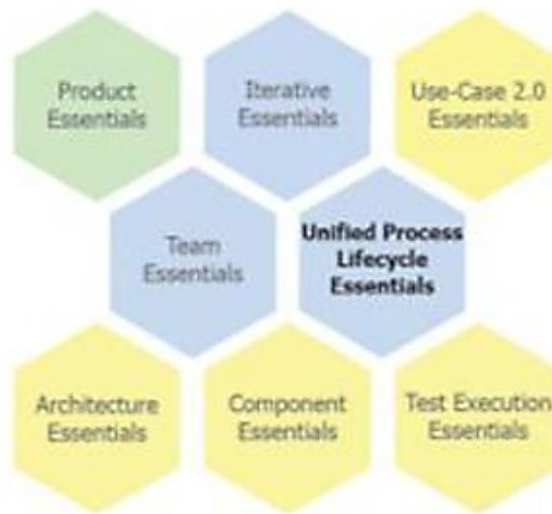 Product
Essentials
Iterative
Essentials
Use-Case 2.0
Essentials
Team
Essentials
Unified Process
Lifecycle
Essentials
Architecture
Essentials
Component
Essentials
Test Execution
Essentials